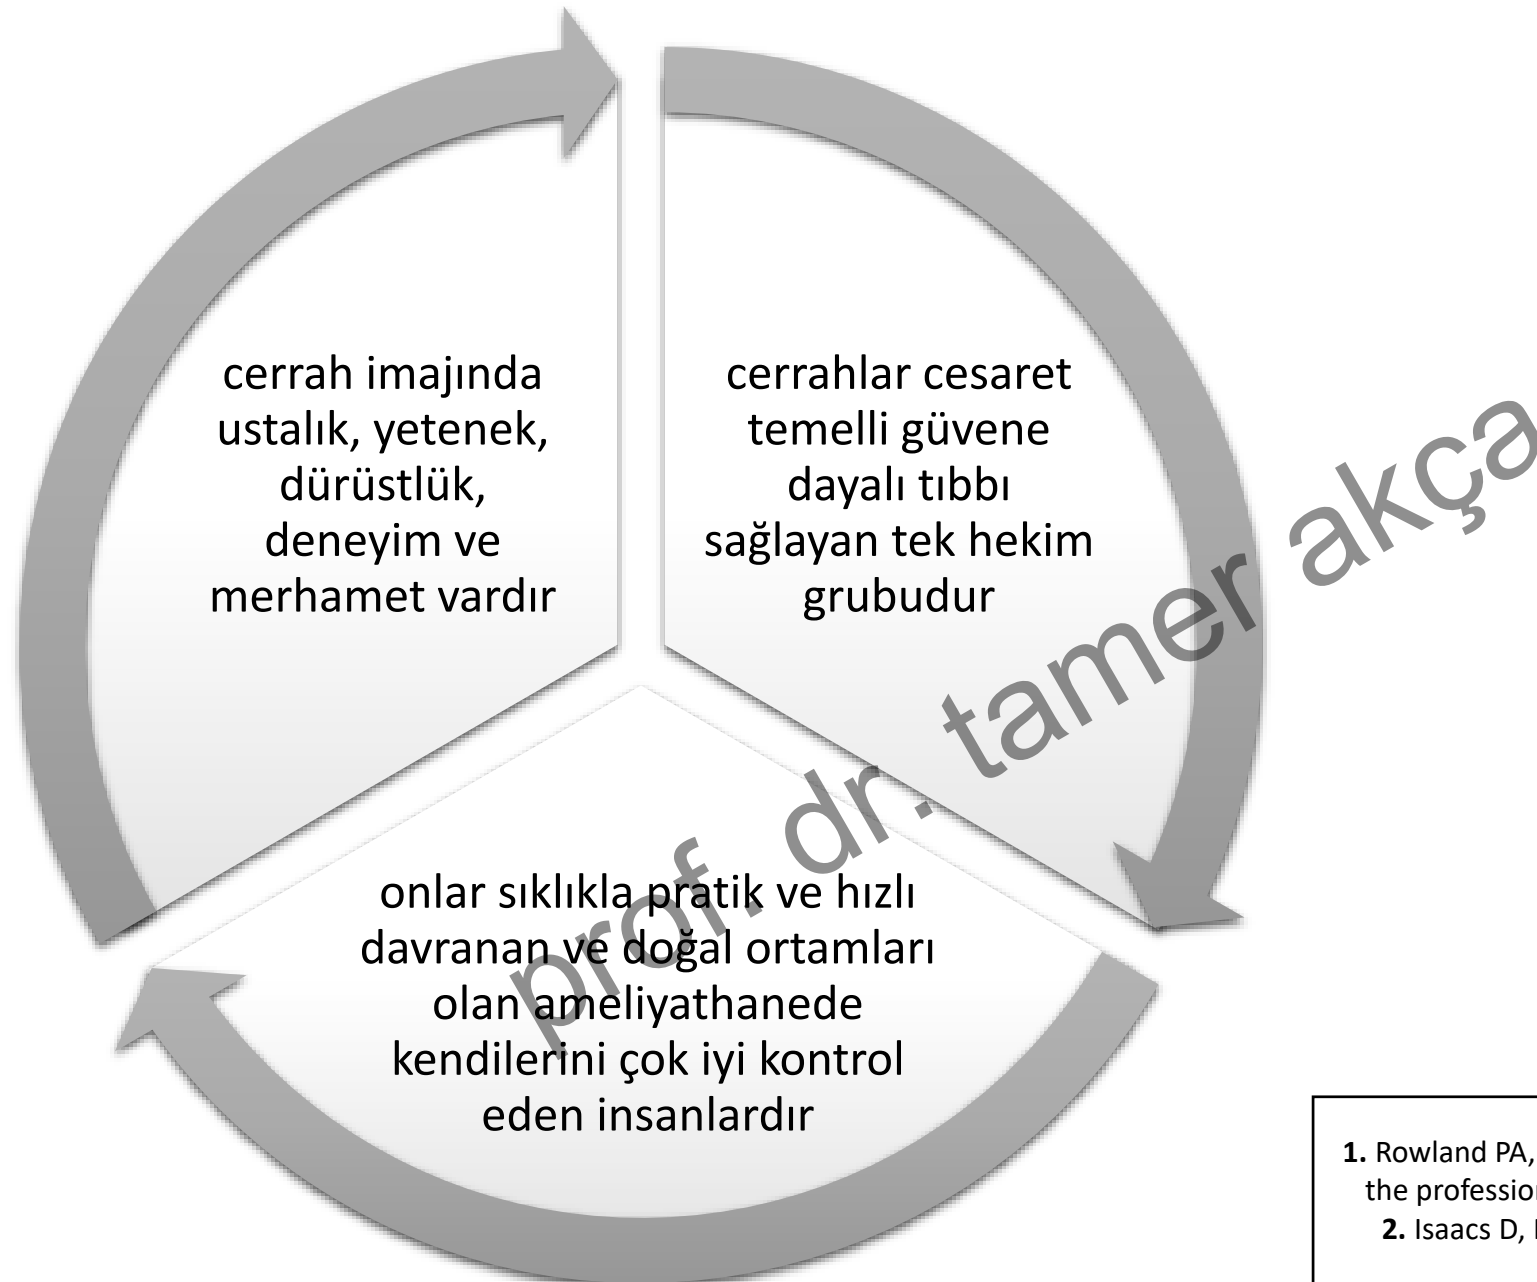 cerrah imajında
ustalık, yetenek,
dürüstlük,
deneyim ve
merhamet vardır
cerrahlar cesaret
temelli güvene
dayalı tıbbı
sağlayan tek hekim
grubudur
onlar sıklıkla pratik ve hızlı
davranan ve doğal ortamları
olan ameliyathanede
kendilerini çok iyi kontrol
eden insanlardır
prof. dr. tamer akça
1. Rowland PA,
the profession
2. Isaacs D,